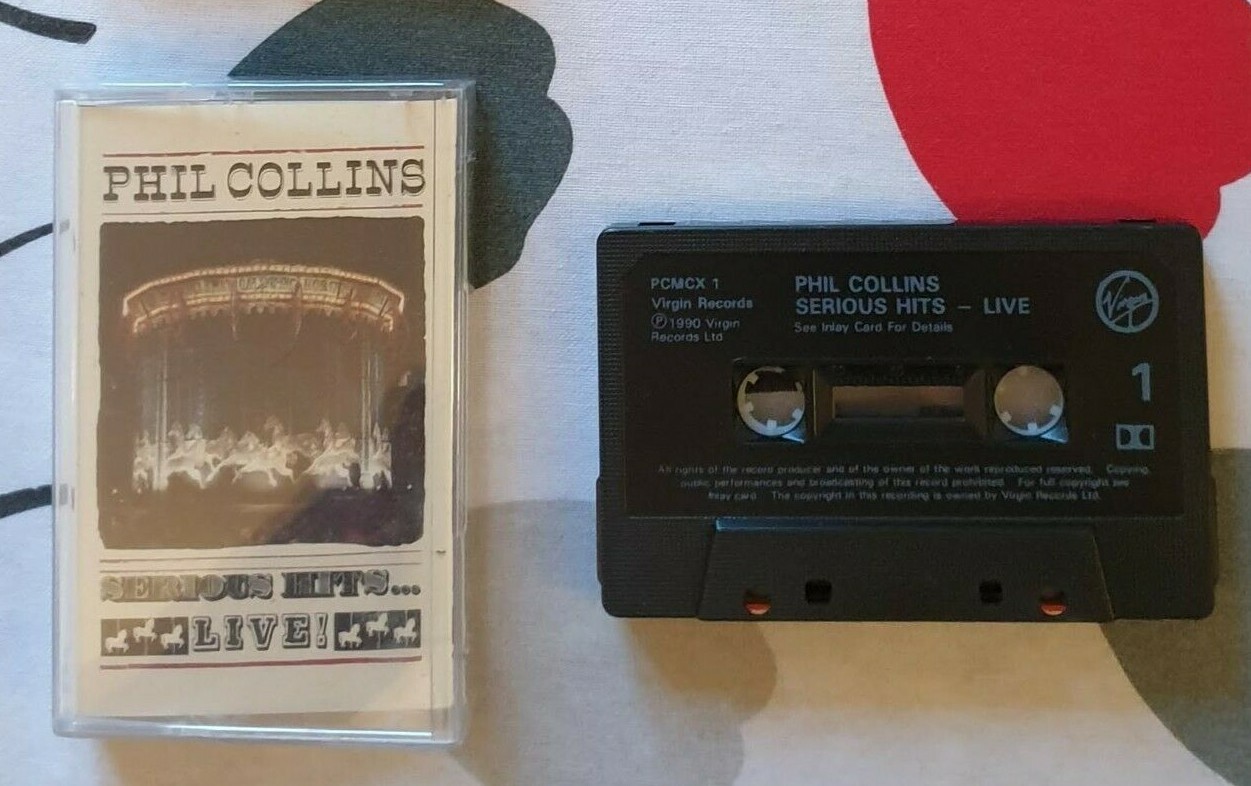 PHIL COLLINS
SERIOUS HITS...
LIVE!
PCMCX 1
Virgin Records
Ⓟ1990 Virgin
Records Ltd
PHIL COLLINS
SERIOUS HITS – LIVE
See Inlay Card For Details
Virgin
1
All rights of the record producer and of the owner of the work reproduced reserved. Copying,
public performances and broadcasting of this record prohibited. For full copyright see
Inlay card. The copyright in this recording is owned by Virgin Records Ltd.